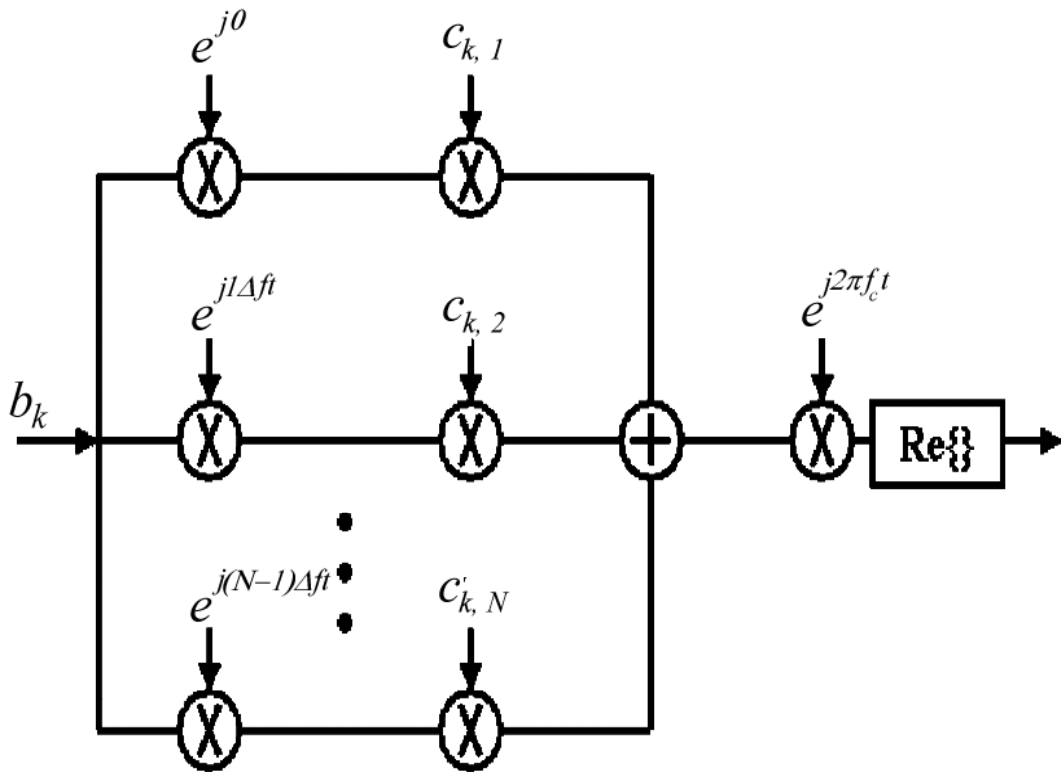 e^{j0}
c_{k, 1}
X
X
e^{j1Δft}
c_{k, 2}
e^{j2πf_c t}
b_k
X
X
+
X
Re{}
e^{j(N−1)Δft}
c'_{k, N}
X
X